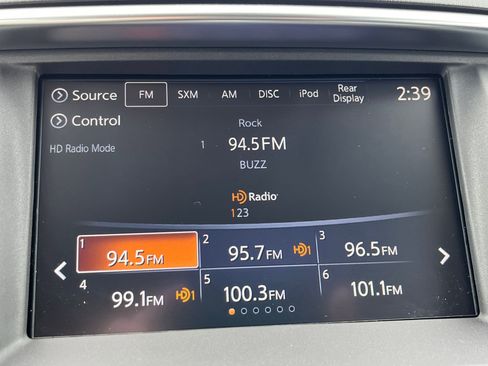 Source FM SXM AM DISC iPod Rear Display 2:39
Control
Rock
HD Radio Mode 1 94.5FM
BUZZ
HD Radio
123
1 94.5FM 2 95.7FM HD1 3 96.5FM
4 99.1FM HD1 5 100.3FM 6 101.1FM